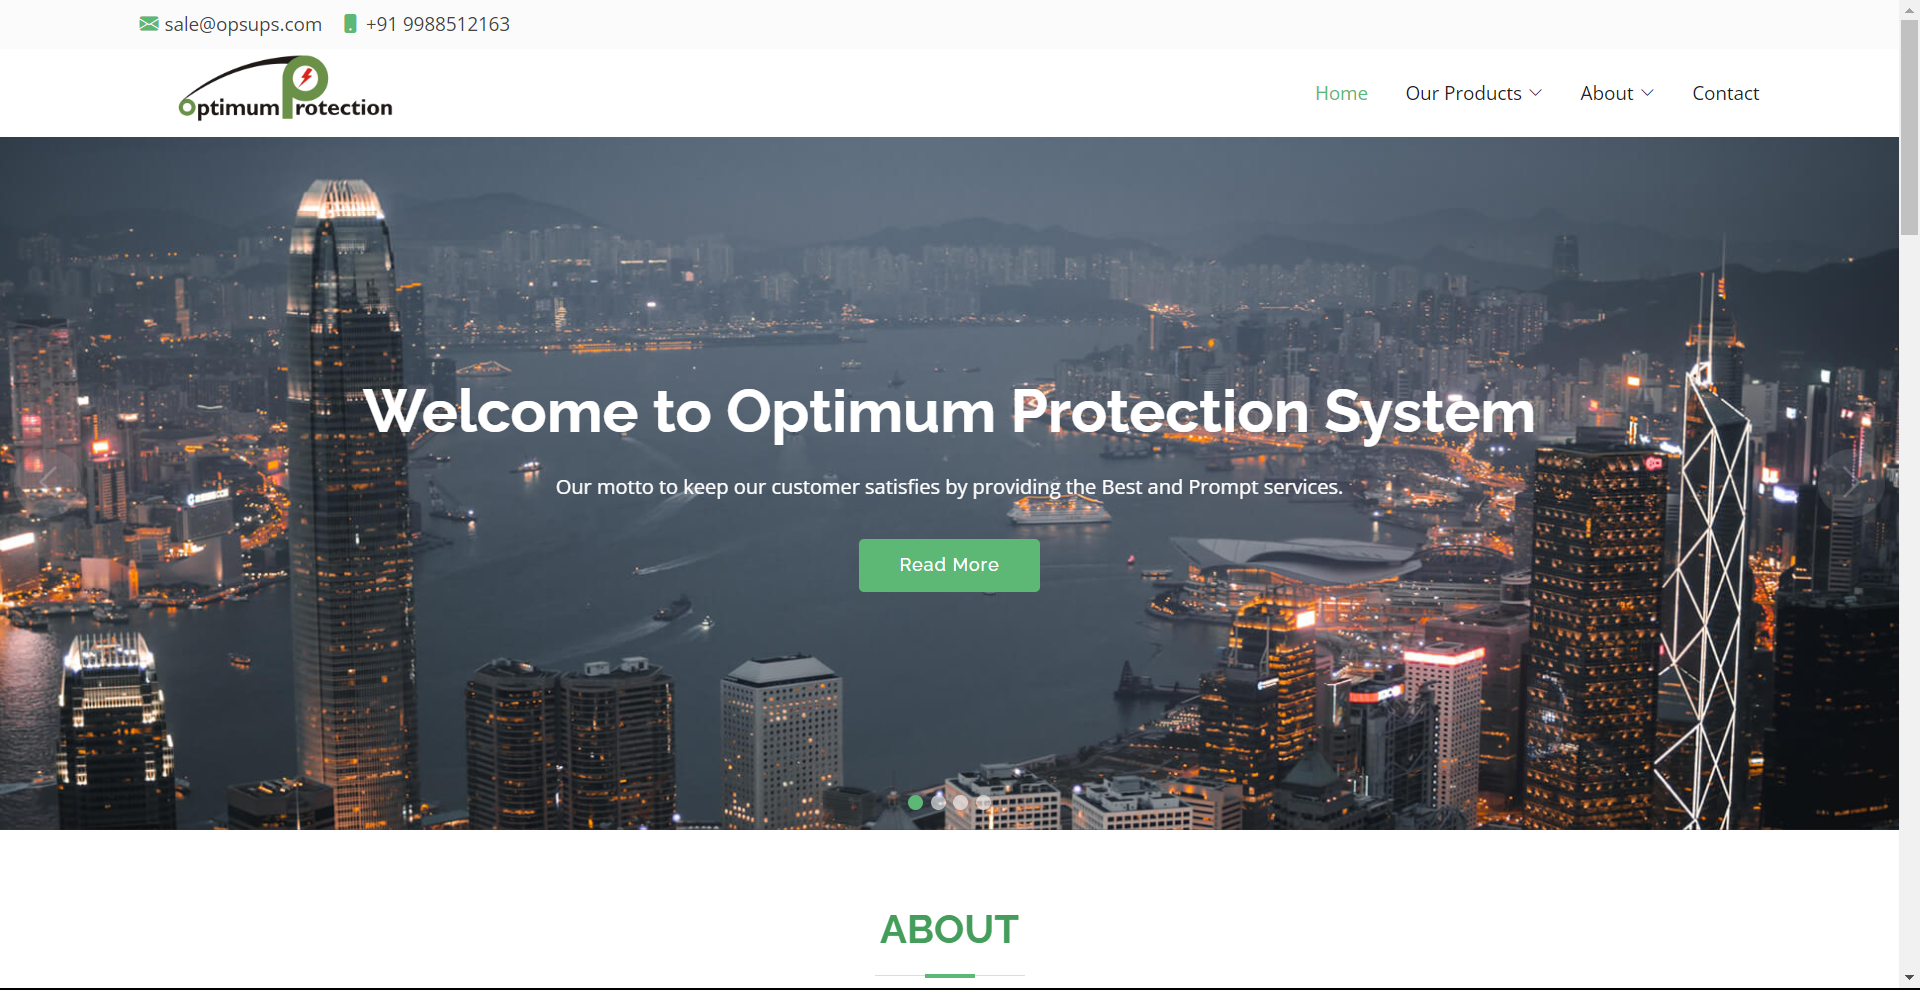 sale@opsups.com +91 9988512163
Optimum Protection
Home Our Products About Contact
Welcome to Optimum Protection System
Our motto to keep our customer satisfies by providing the Best and Prompt services.
Read More
ABOUT